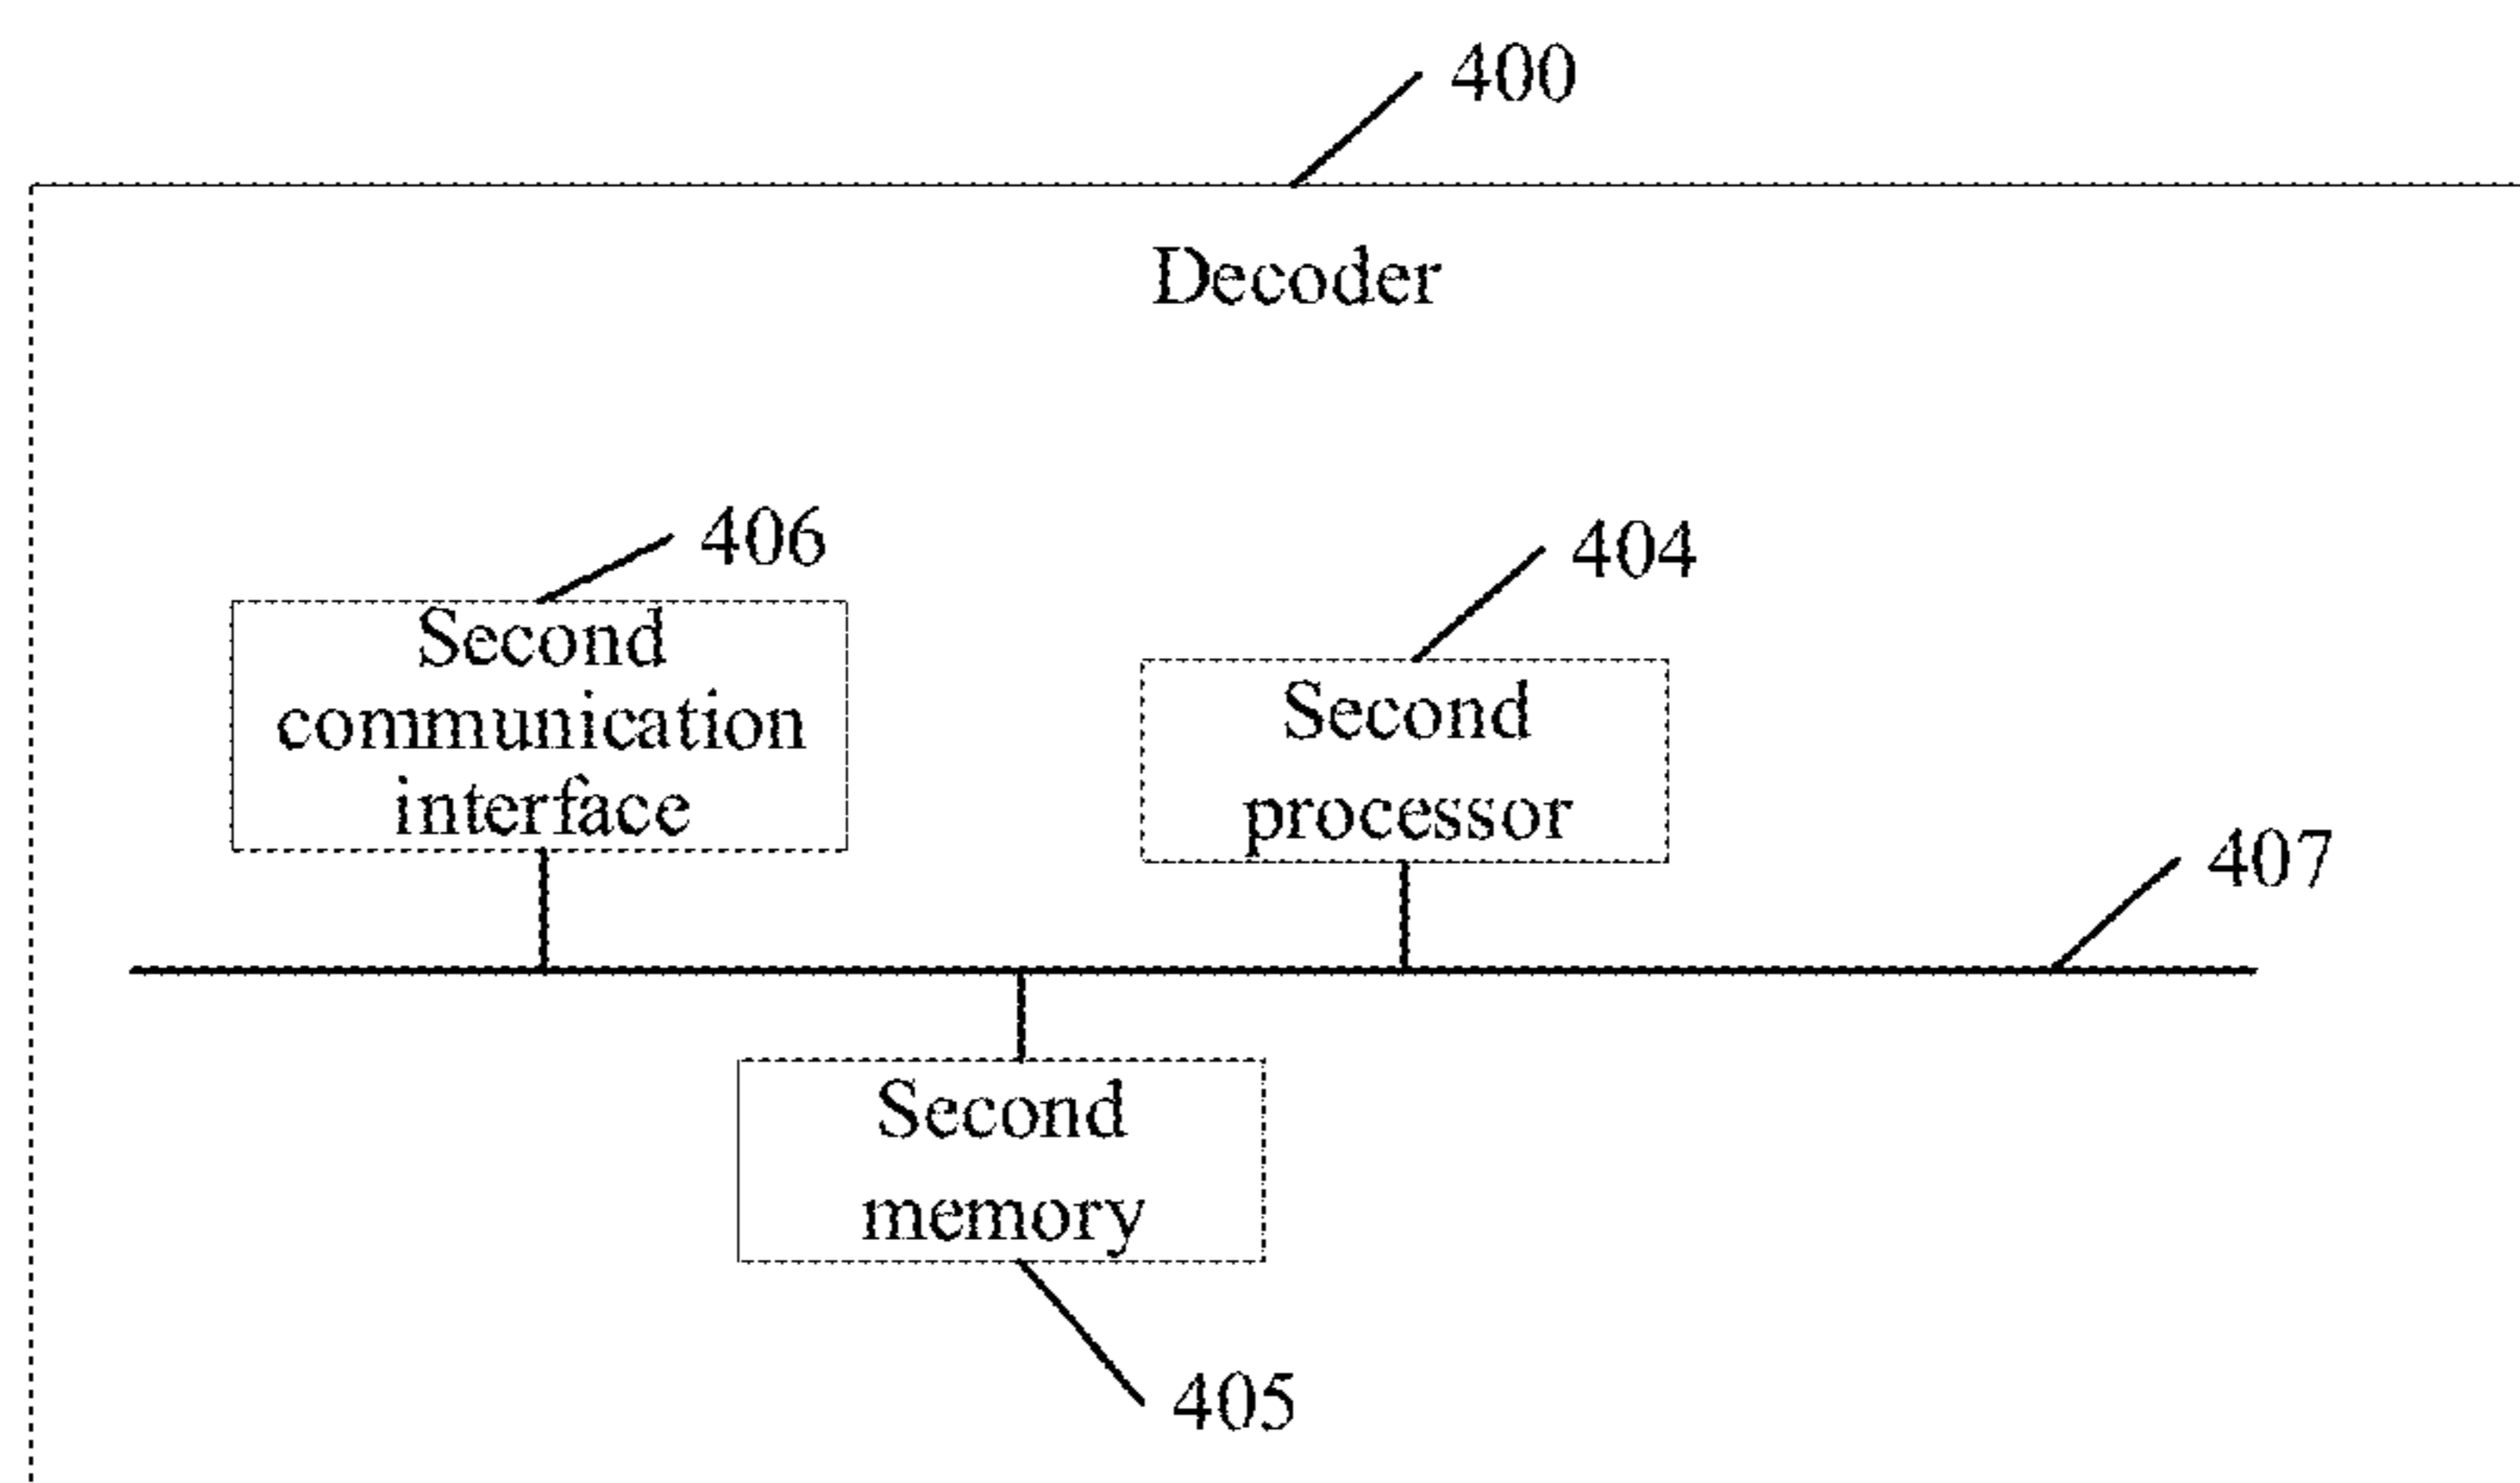 400
Decoder
406
404
Second
communication
interface
Second
processor
407
Second
memory
405